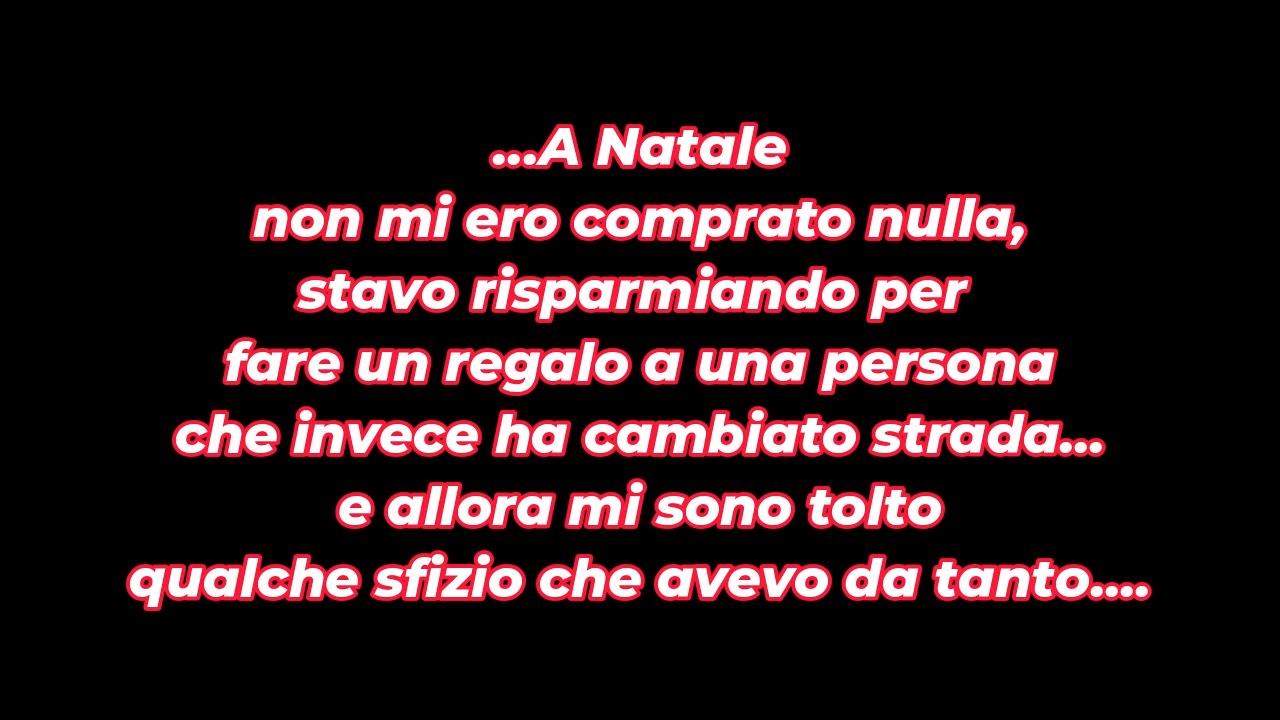 ...A Natale
non mi ero comprato nulla,
stavo risparmiando per
fare un regalo a una persona
che invece ha cambiato strada...
e allora mi sono tolto
qualche sfizio che avevo da tanto....